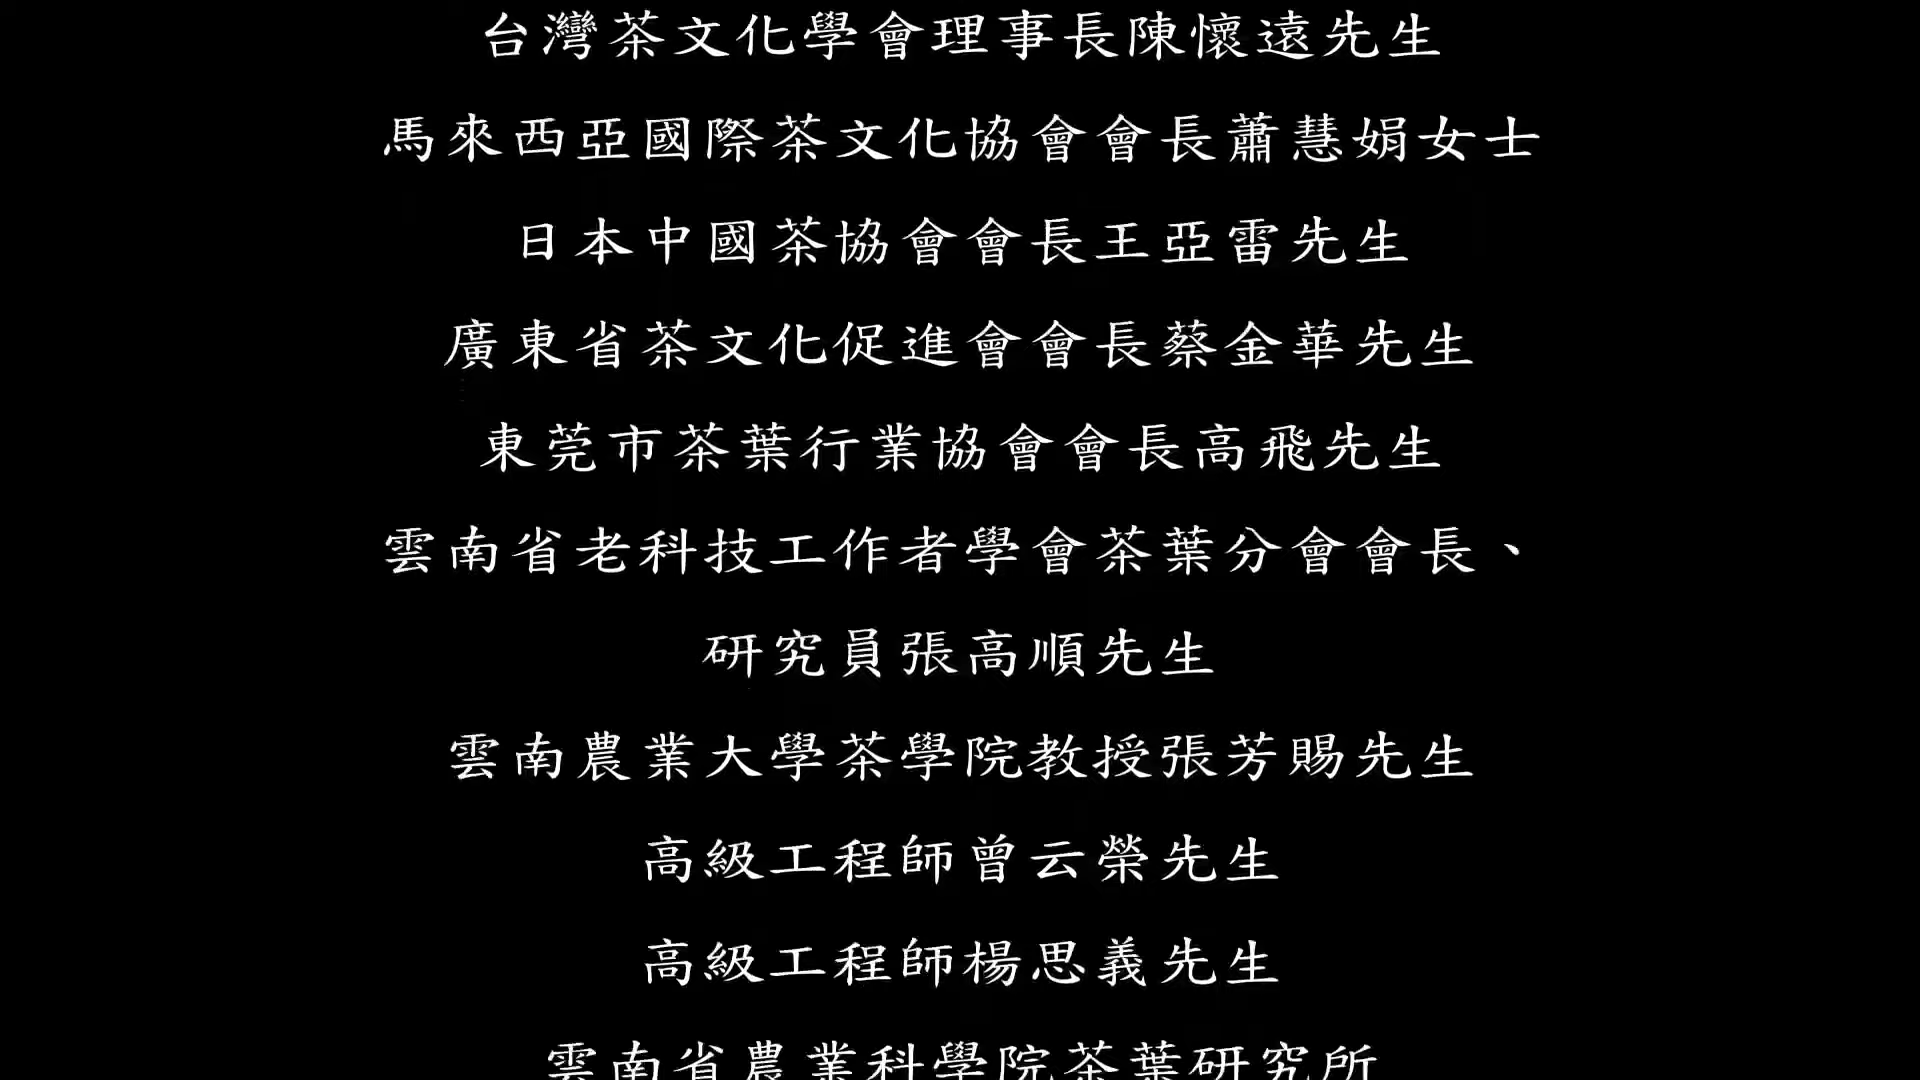 台灣茶文化學會理事長陳懷遠先生
馬來西亞國際茶文化協會會長蕭慧娟女士
日本中國茶協會會長王亞雷先生
廣東省茶文化促進會會長蔡金華先生
東莞市茶葉行業協會會長高飛先生
雲南省老科技工作者學會茶葉分會會長、
研究員張高順先生
雲南農業大學茶學院教授張芳賜先生
高級工程師曾云榮先生
高級工程師楊思義先生
雲南省農業科學院茶葉研究所